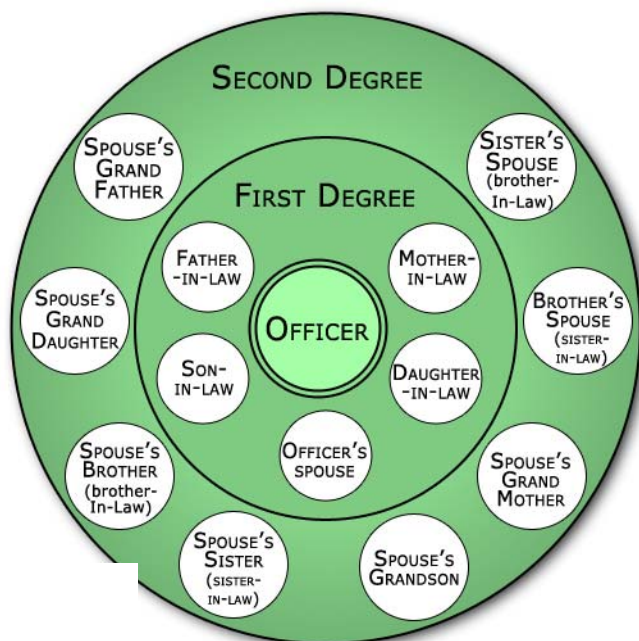 SECOND DEGREE
SPOUSE'S
GRAND
FATHER
SISTER'S
SPOUSE
(brother-
In-Law)
FIRST DEGREE
FATHER
-IN-LAW
MOTHER-
IN-LAW
SPOUSE'S
GRAND
DAUGHTER
OFFICER
BROTHER'S
SPOUSE
(SISTER-
IN-LAW)
SON-
IN-LAW
DAUGHTER
-IN-LAW
SPOUSE'S
BROTHER
(brother-
In-Law)
OFFICER'S
SPOUSE
SPOUSE'S
GRAND
MOTHER
SPOUSE'S
SISTER
(SISTER-
IN-LAW)
SPOUSE'S
GRANDSON